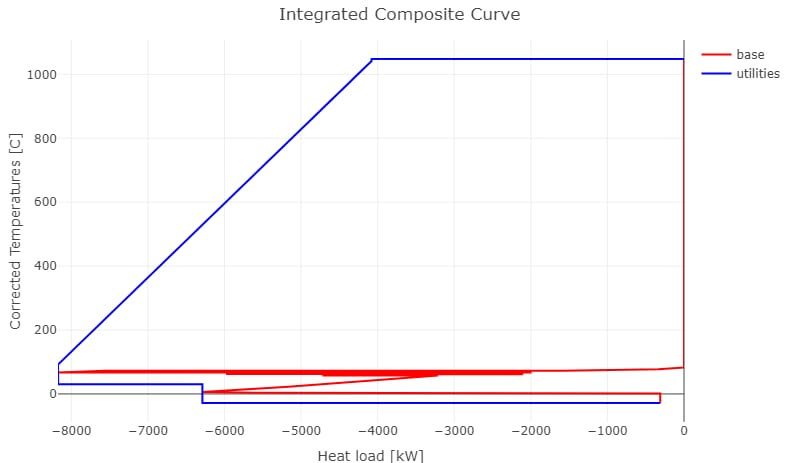 Integrated Composite Curve
base
utilities
Corrected Temperatures [C]
1000
800
600
400
200
0
−8000 −7000 −6000 −5000 −4000 −3000 −2000 −1000 0
Heat load [kW]